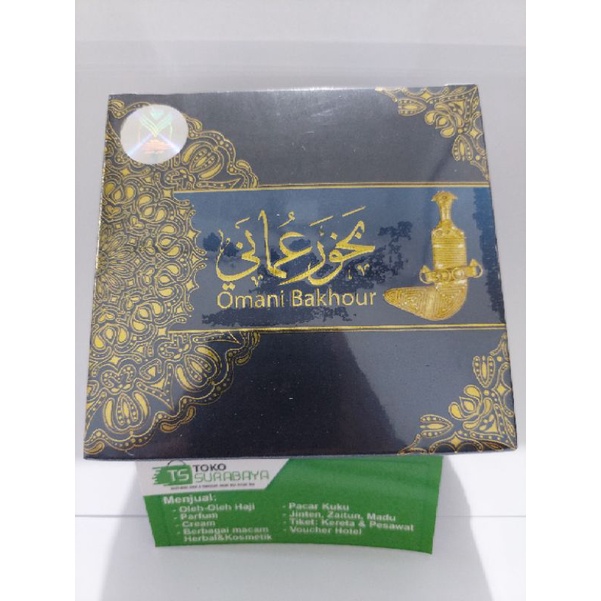 بخور عماني
Omani Bakhour
TS TOKO
SURABAYA
Menjual:
- Oleh-Oleh Haji
- Parfum
- Cream
- Berbagai macam
Herbal&Kosmetik
- Pacar Kuku
- Jinten, Zaitun, Madu
- Tiket: Kereta & Pesawat
- Voucher Hotel